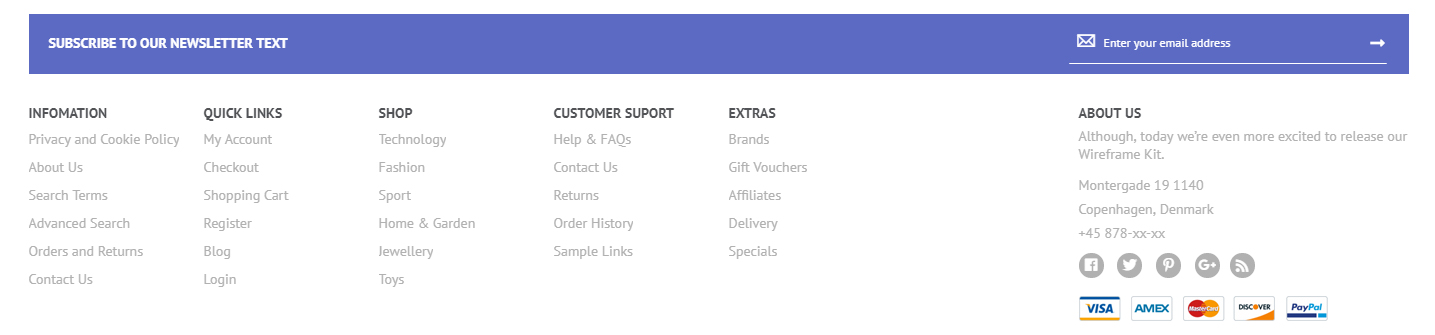 SUBSCRIBE TO OUR NEWSLETTER TEXT
Enter your email address
INFOMATION
Privacy and Cookie Policy
About Us
Search Terms
Advanced Search
Orders and Returns
Contact Us
QUICK LINKS
My Account
Checkout
Shopping Cart
Register
Blog
Login
SHOP
Technology
Fashion
Sport
Home & Garden
Jewellery
Toys
CUSTOMER SUPORT
Help & FAQs
Contact Us
Returns
Order History
Sample Links
EXTRAS
Brands
Gift Vouchers
Affiliates
Delivery
Specials
ABOUT US
Although, today we’re even more excited to release our
Wireframe Kit.
Montergade 19 1140
Copenhagen, Denmark
+45 878-xx-xx
VISA AMEX MasterCard DISCOVER PayPal